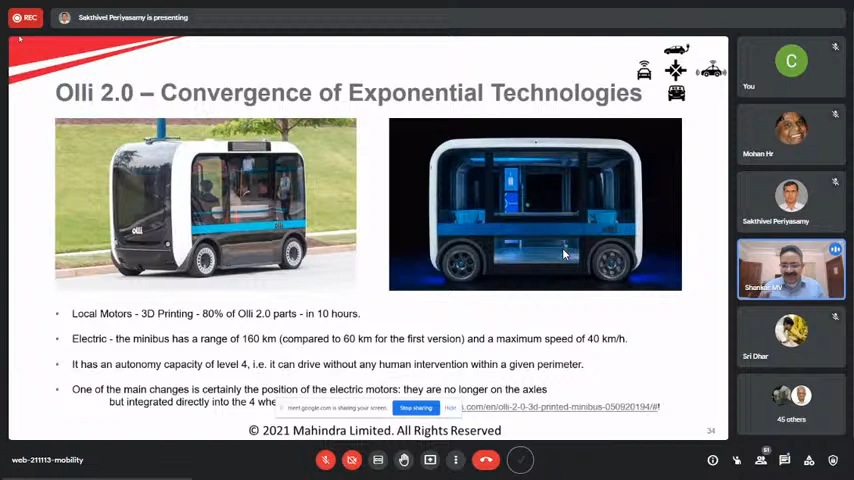 REC
Sakthivel Periyasamy is presenting
Olli 2.0 – Convergence of Exponential Technologies
olli
• Local Motors - 3D Printing - 80% of Olli 2.0 parts - in 10 hours.
• Electric - the minibus has a range of 160 km (compared to 60 km for the first version) and a maximum speed of 40 km/h.
• It has an autonomy capacity of level 4, i.e. it can drive without any human intervention within a given perimeter.
• One of the main changes is certainly the position of the electric motors: they are no longer on the axles
but integrated directly into the 4 whe
meet.google.com is sharing your screen.
Stop sharing
Hide
s.com/en/olli-2-0-3d-printed-minibus-050920194/#!
© 2021 Mahindra Limited. All Rights Reserved
34
C
You
Mohan Hr
Sakthivel Periyasamy
Shankar MV
Sri Dhar
45 others
web-211113-mobility
51